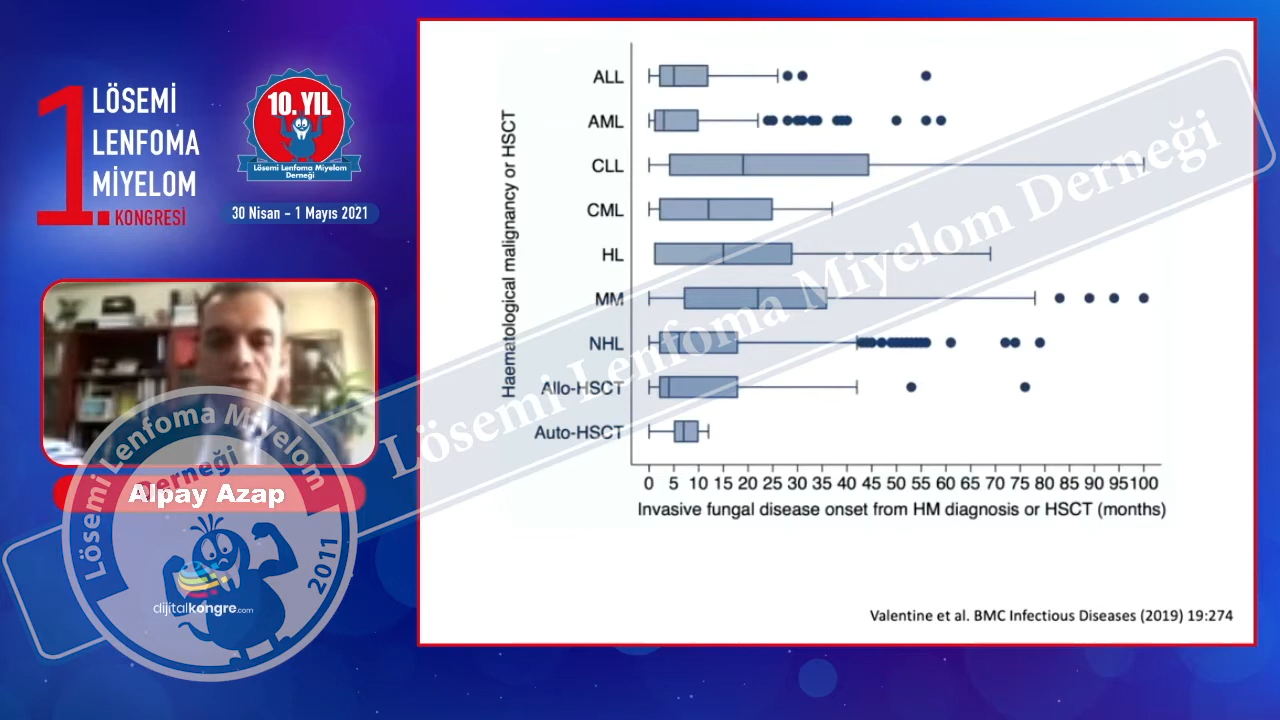 1.
LÖSEMİ
LENFOMA
MİYELOM
KONGRESİ
10. YIL
Lösemi Lenfoma Miyelom
Derneği
30 Nisan - 1 Mayıs 2021
Alpay Azap
Lösemi Lenfoma Miyelom
Derneği
2011
dijitalkongre.com
Lösemi Lenfoma Miyelom Derneği
Haematological malignancy or HSCT
ALL
AML
CLL
CML
HL
MM
NHL
Allo-HSCT
Auto-HSCT
0 5 10 15 20 25 30 35 40 45 50 55 60 65 70 75 80 85 90 95 100
Invasive fungal disease onset from HM diagnosis or HSCT (months)
Valentine et al. BMC Infectious Diseases (2019) 19:274